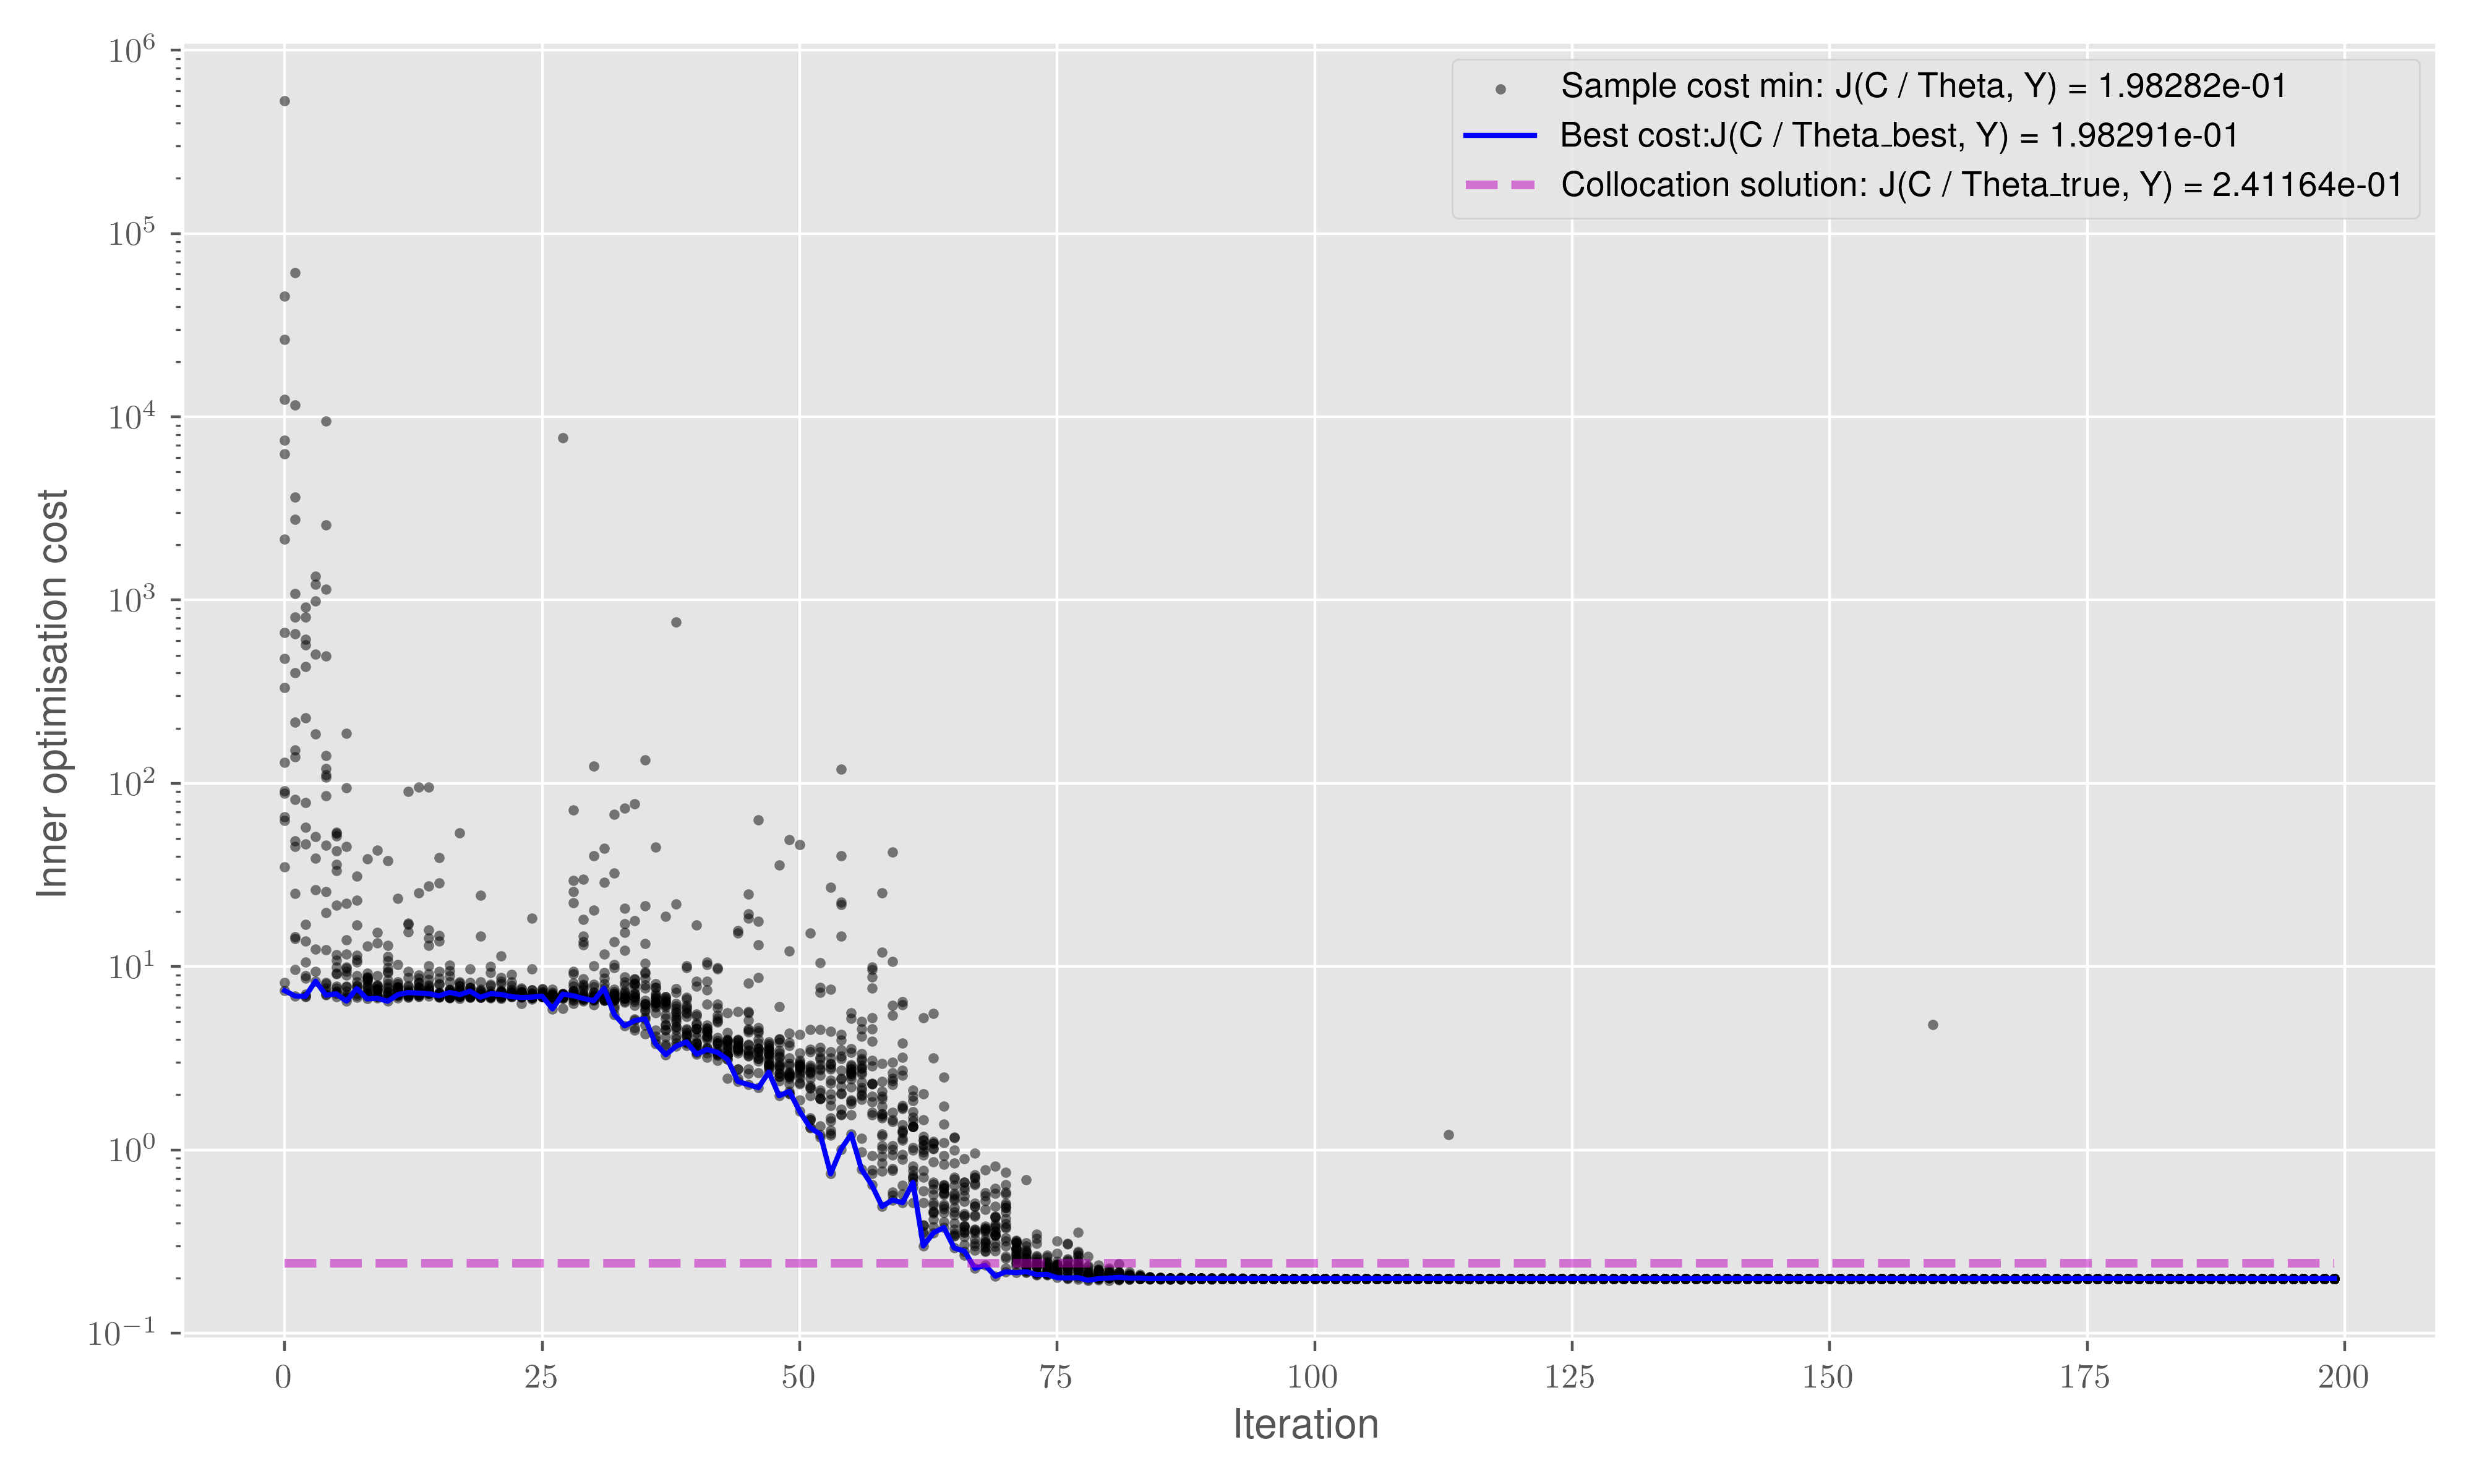 Sample cost min: J(C / Theta, Y) = 1.98282e-01
Best cost:J(C / Theta_best, Y) = 1.98291e-01
Collocation solution: J(C / Theta_true, Y) = 2.41164e-01
Inner optimisation cost
10^6
10^5
10^4
10^3
10^2
10^1
10^0
10^−1
0 25 50 75 100 125 150 175 200
Iteration